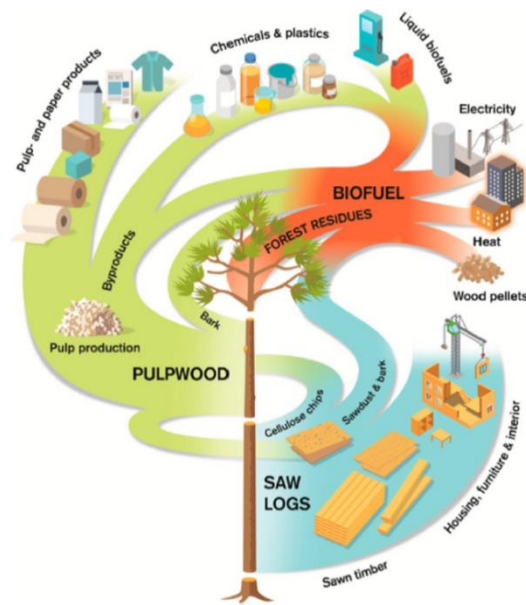 Chemicals & plastics
Liquid biofuels
Pulp- and paper products
NEWS
Electricity
BIOFUEL
FOREST RESIDUES
Heat
Byproducts
Wood pellets
Bark
Pulp production
PULPWOOD
Cellulose chips
Sawdust & bark
Housing, furniture & interior
SAW
LOGS
Sawn timber